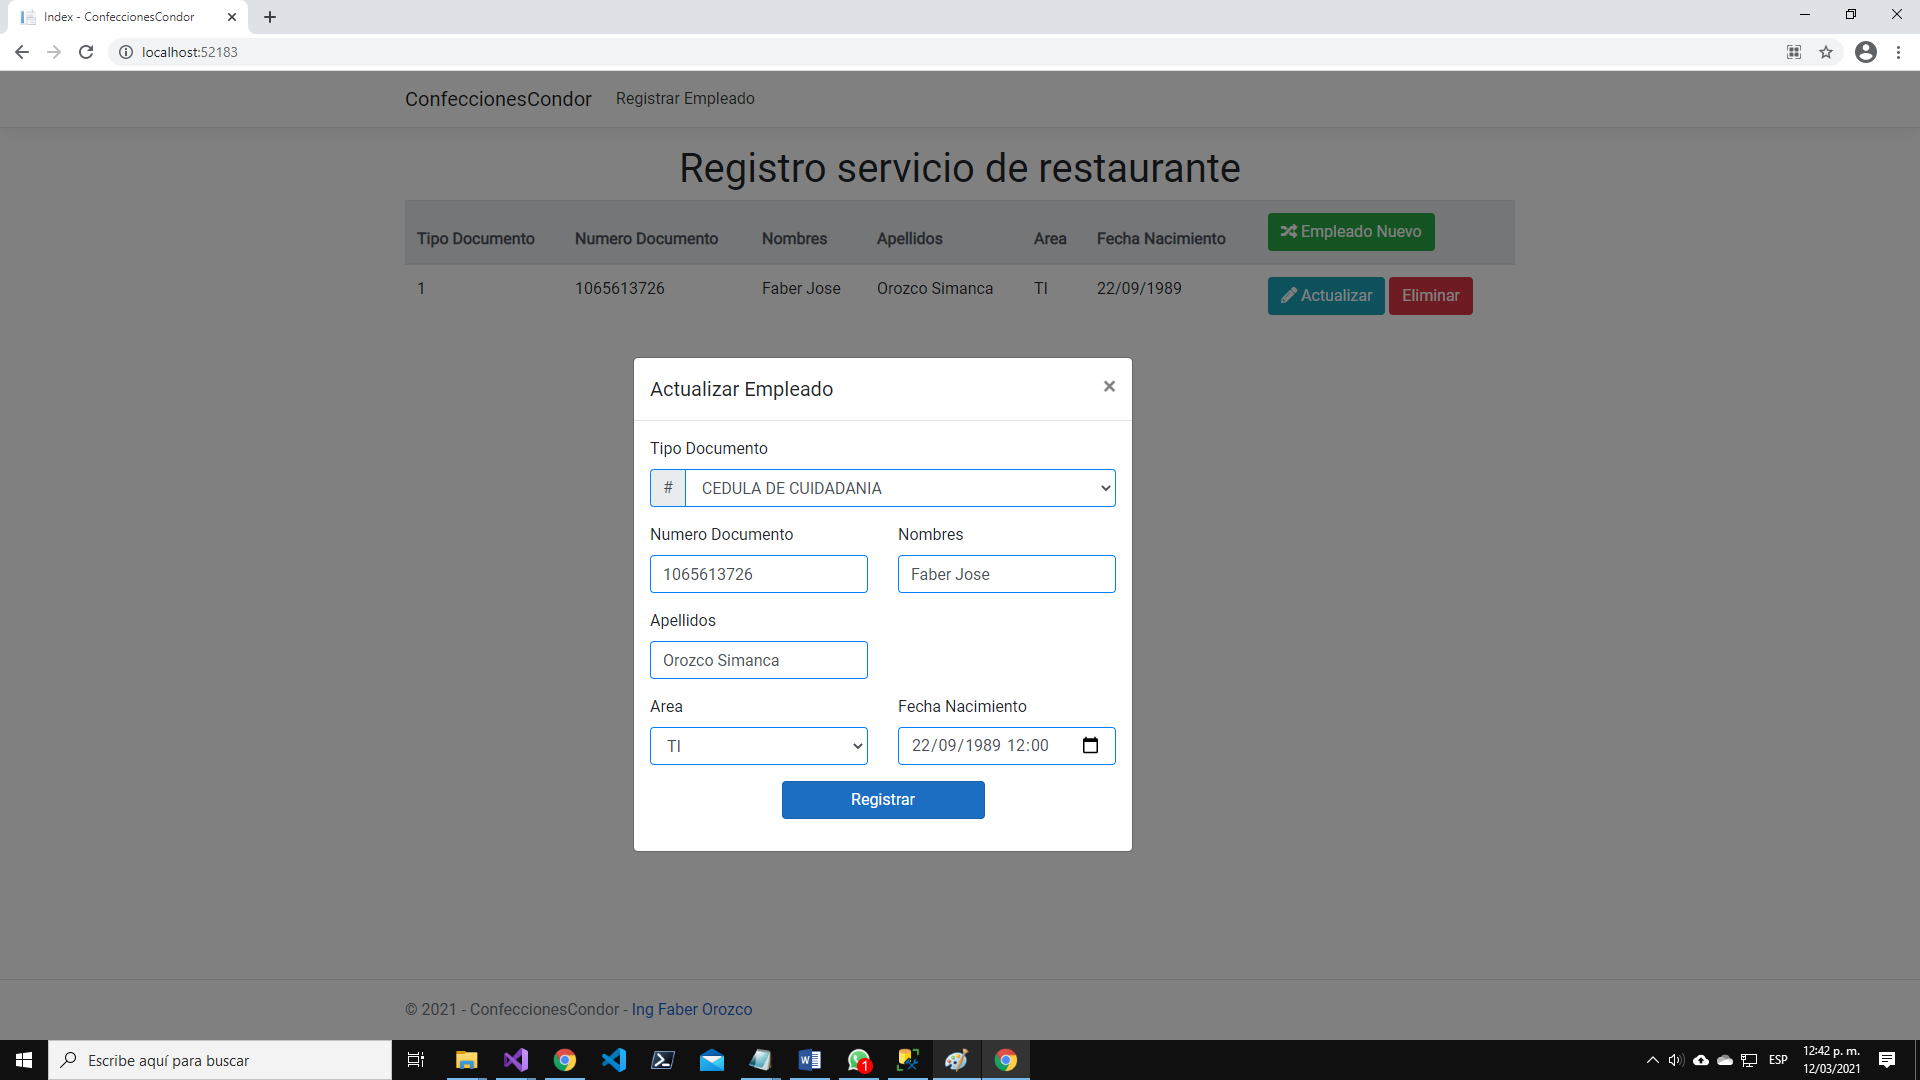 Index - ConfeccionesCondor
localhost:52183
ConfeccionesCondor Registrar Empleado
Registro servicio de restaurante
Tipo Documento Numero Documento Nombres Apellidos Area Fecha Nacimiento Empleado Nuevo
1 1065613726 Faber Jose Orozco Simanca TI 22/09/1989 Actualizar Eliminar
Actualizar Empleado ×
Tipo Documento
# CEDULA DE CUIDADANIA
Numero Documento Nombres
1065613726 Faber Jose
Apellidos
Orozco Simanca
Area Fecha Nacimiento
TI 22/09/1989 12:00
Registrar
© 2021 - ConfeccionesCondor - Ing Faber Orozco
Escribe aquí para buscar
1
ESP
12:42 p. m.
12/03/2021